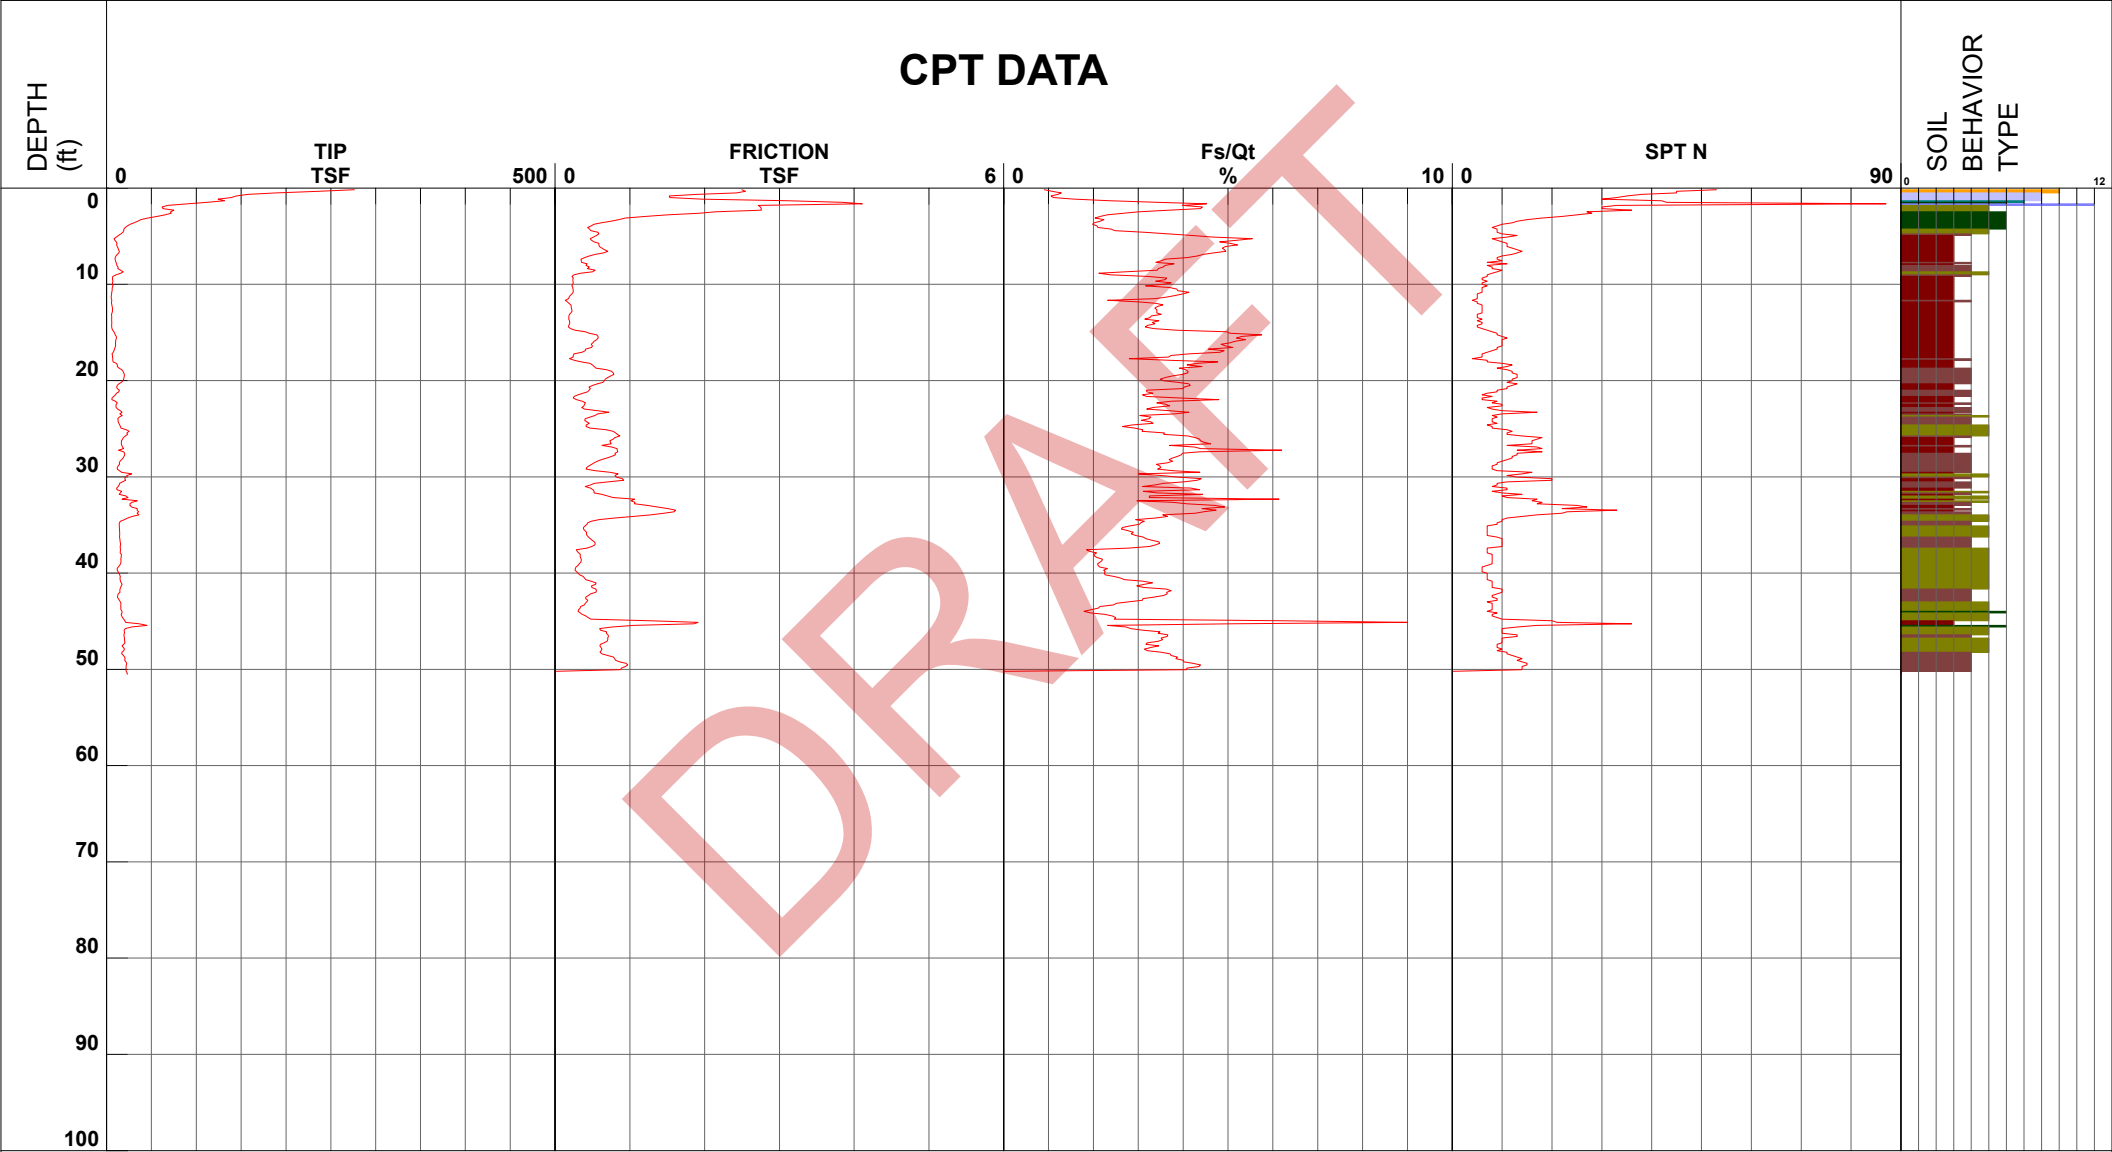 CPT DATA
DEPTH
(ft)
TIP
TSF
0
500
FRICTION
TSF
0
6
Fs/Qt
%
0
10
SPT N
0
90
SOIL
BEHAVIOR
TYPE
0
12
0
10
20
30
40
50
60
70
80
90
100
DRAFT